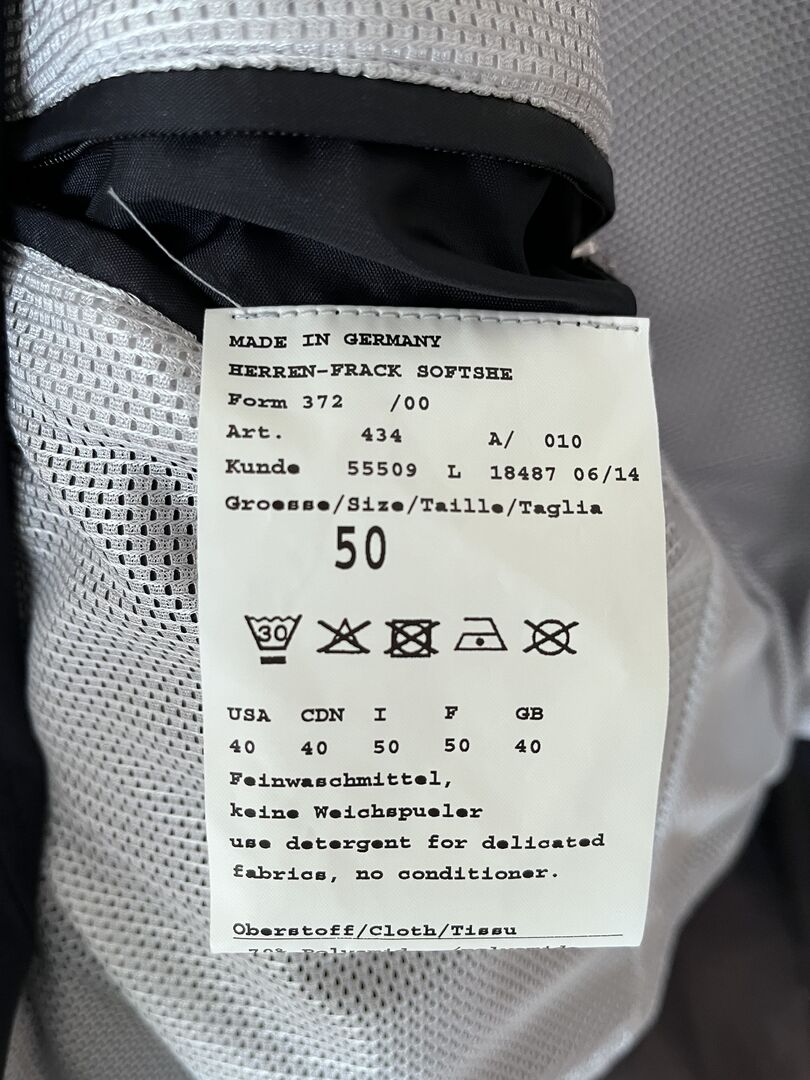 MADE IN GERMANY
HERREN-FRACK SOFTSHE
Form 372 /00
Art. 434 A/ 010
Kunde 55509 L 18487 06/14
Groesse/Size/Taille/Taglia
50
30
USA CDN I F GB
40 40 50 50 40
Feinwaschmittel,
keine Weichspueler
use detergent for delicated
fabrics, no conditioner.
Oberstoff/Cloth/Tissu